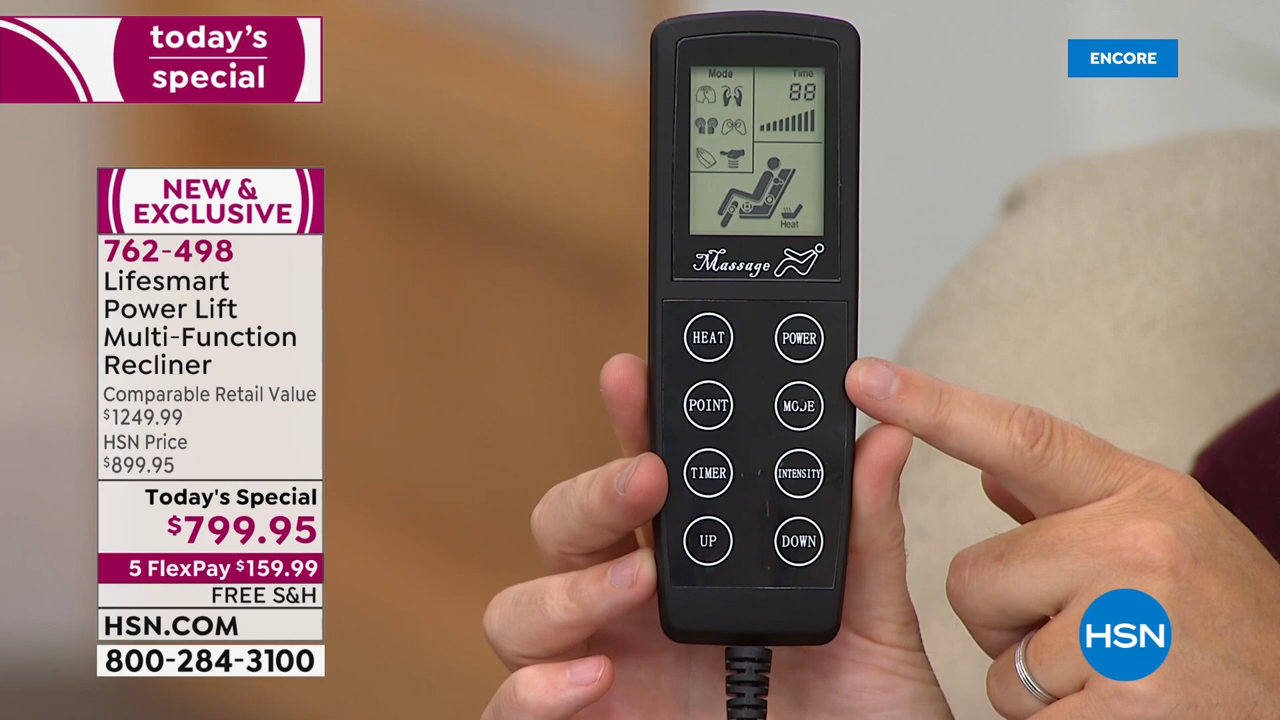 today's
special
ENCORE
NEW &
EXCLUSIVE
762-498
Lifesmart
Power Lift
Multi-Function
Recliner
Comparable Retail Value
$1249.99
HSN Price
$899.95
Today's Special
$799.95
5 FlexPay $159.99
FREE S&H
HSN.COM
800-284-3100
Mode Time
88
Heat
Massage
HEAT POWER
POINT MODE
TIMER INTENSITY
UP DOWN
HSN